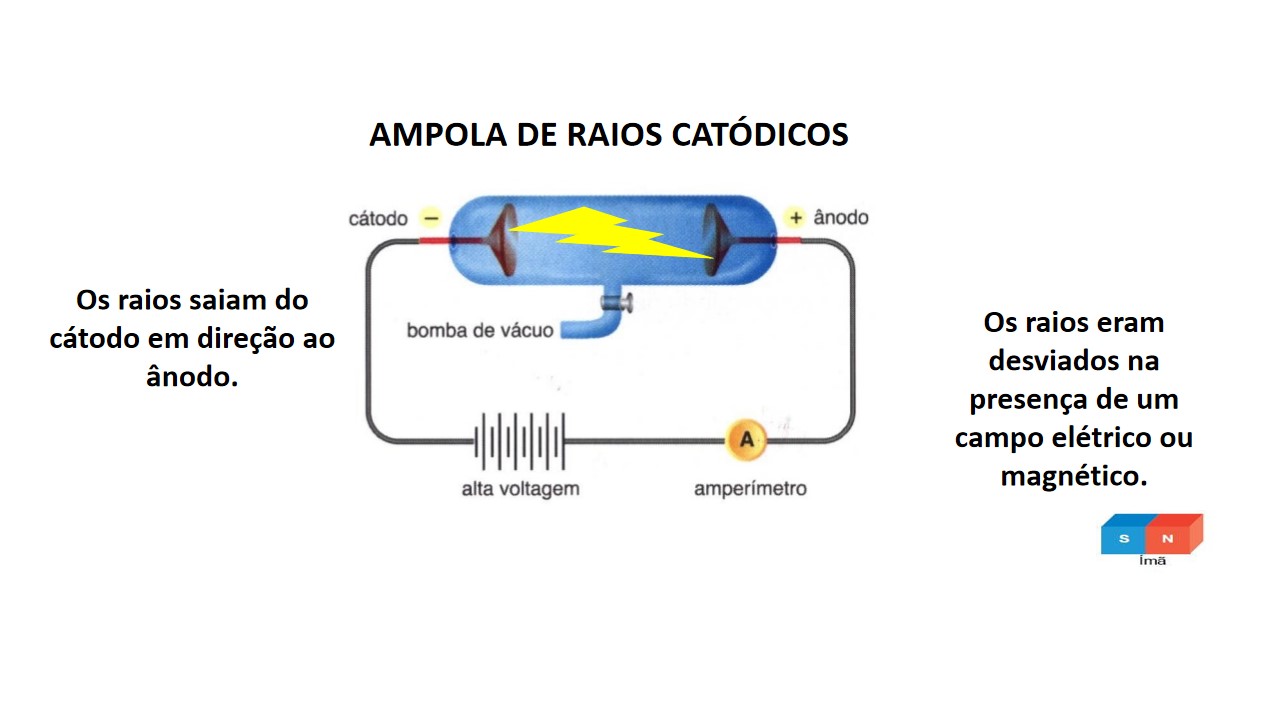 AMPOLA DE RAIOS CATÓDICOS
cátodo −
+ ânodo
Os raios saiam do
cátodo em direção ao
ânodo.
bomba de vácuo
Os raios eram
desviados na
presença de um
campo elétrico ou
magnético.
A
alta voltagem
amperímetro
S N
Ímã